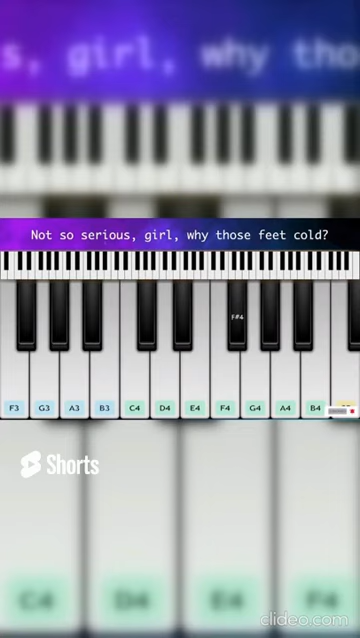 s, girl, why tho
Not so serious, girl, why those feet cold?
F#4
F3 G3 A3 B3 C4 D4 E4 F4 G4 A4 B4
Shorts
C4 D4 E4 F4
clideo.com